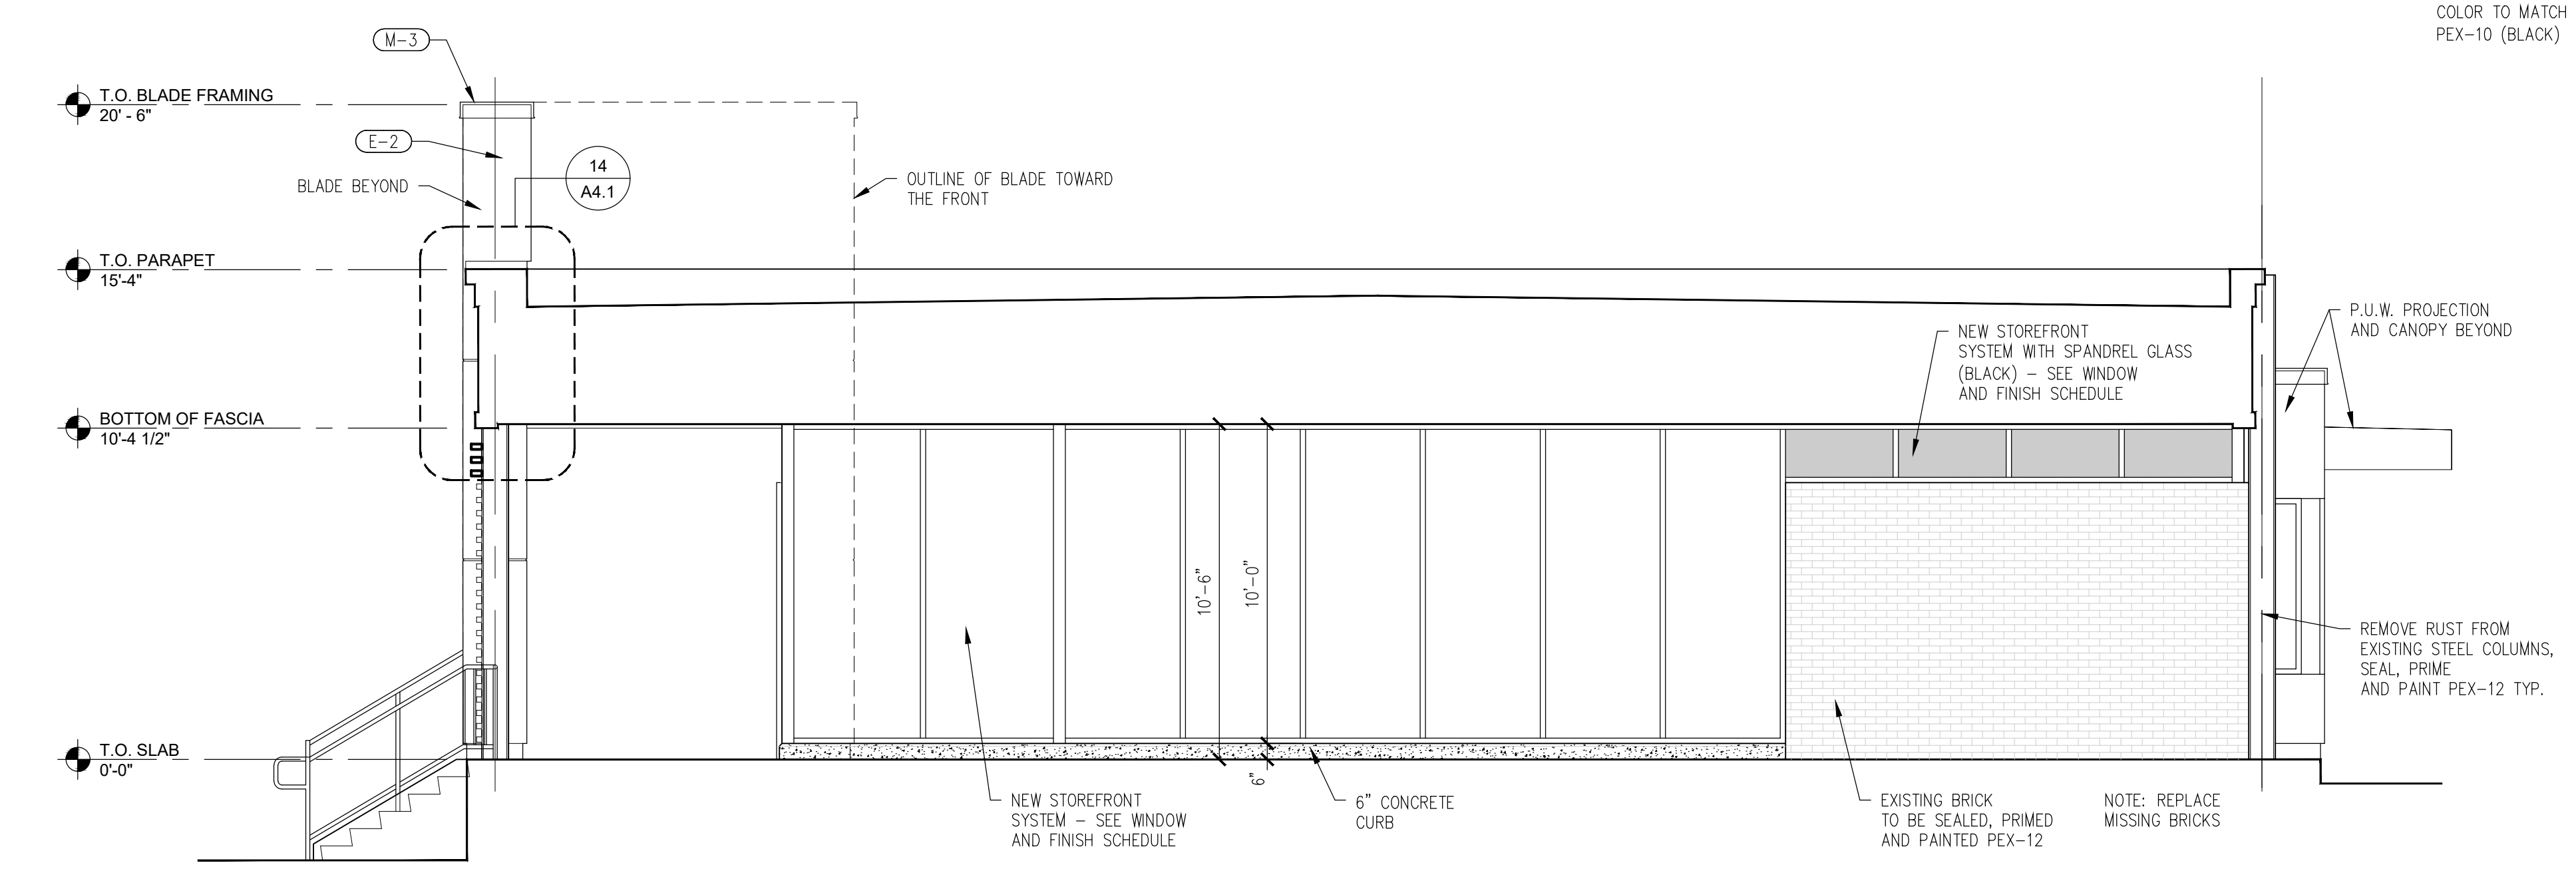 COLOR TO MATCH
PEX-10 (BLACK)
M-3
T.O. BLADE FRAMING
20' - 6"
E-2
14
A4.1
BLADE BEYOND
OUTLINE OF BLADE TOWARD
THE FRONT
T.O. PARAPET
15'-4"
P.U.W. PROJECTION
AND CANOPY BEYOND
NEW STOREFRONT
SYSTEM WITH SPANDREL GLASS
(BLACK) - SEE WINDOW
AND FINISH SCHEDULE
BOTTOM OF FASCIA
10'-4 1/2"
10'-6"
10'-0"
6"
REMOVE RUST FROM
EXISTING STEEL COLUMNS,
SEAL, PRIME
AND PAINT PEX-12 TYP.
T.O. SLAB
0'-0"
NEW STOREFRONT
SYSTEM - SEE WINDOW
AND FINISH SCHEDULE
6" CONCRETE
CURB
EXISTING BRICK
TO BE SEALED, PRIMED
AND PAINTED PEX-12
NOTE: REPLACE
MISSING BRICKS